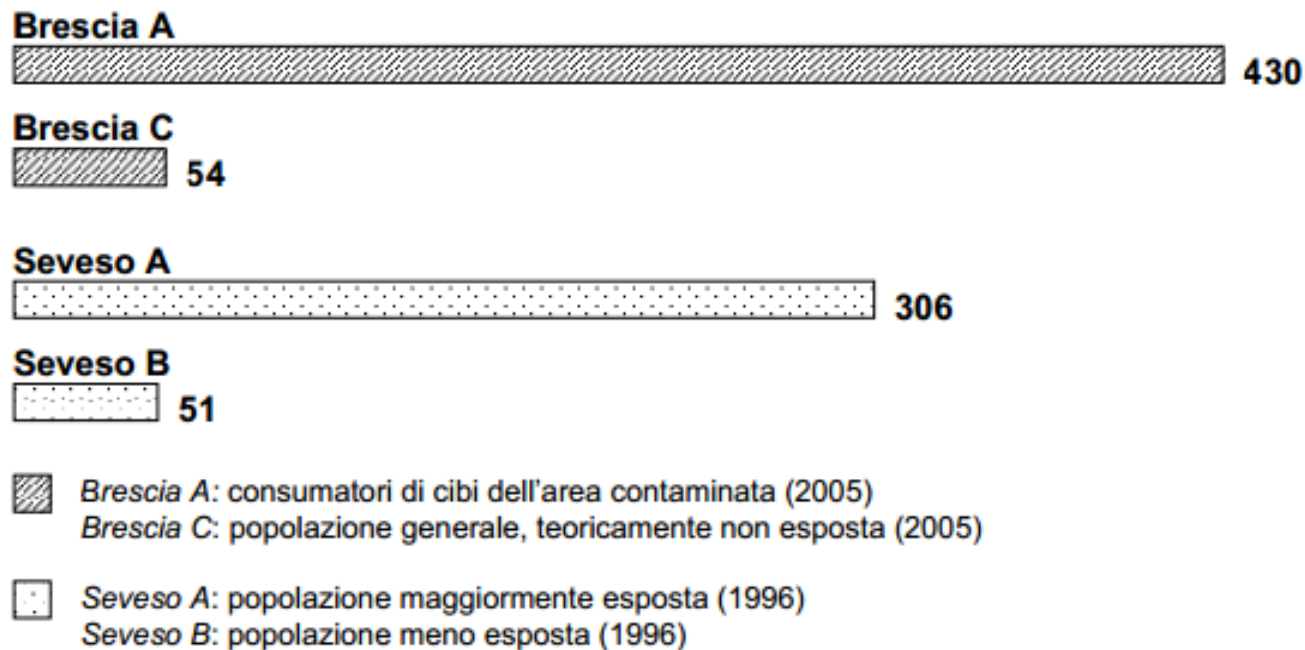 Brescia A
430
Brescia C
54
Seveso A
306
Seveso B
51
Brescia A: consumatori di cibi dell'area contaminata (2005)
Brescia C: popolazione generale, teoricamente non esposta (2005)
Seveso A: popolazione maggiormente esposta (1996)
Seveso B: popolazione meno esposta (1996)